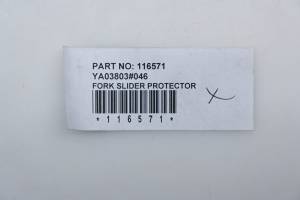 PART NO: 116571
YA03803#046
FORK SLIDER PROTECTOR
*116571*